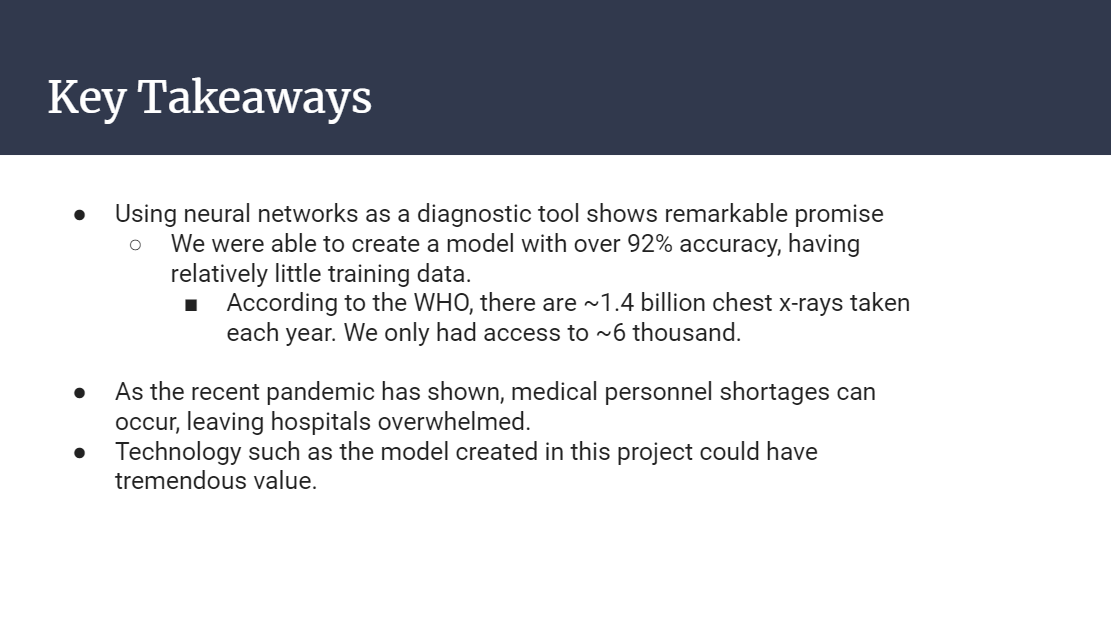 Key Takeaways
● Using neural networks as a diagnostic tool shows remarkable promise
○ We were able to create a model with over 92% accuracy, having
relatively little training data.
■ According to the WHO, there are ~1.4 billion chest x-rays taken
each year. We only had access to ~6 thousand.
● As the recent pandemic has shown, medical personnel shortages can
occur, leaving hospitals overwhelmed.
● Technology such as the model created in this project could have
tremendous value.